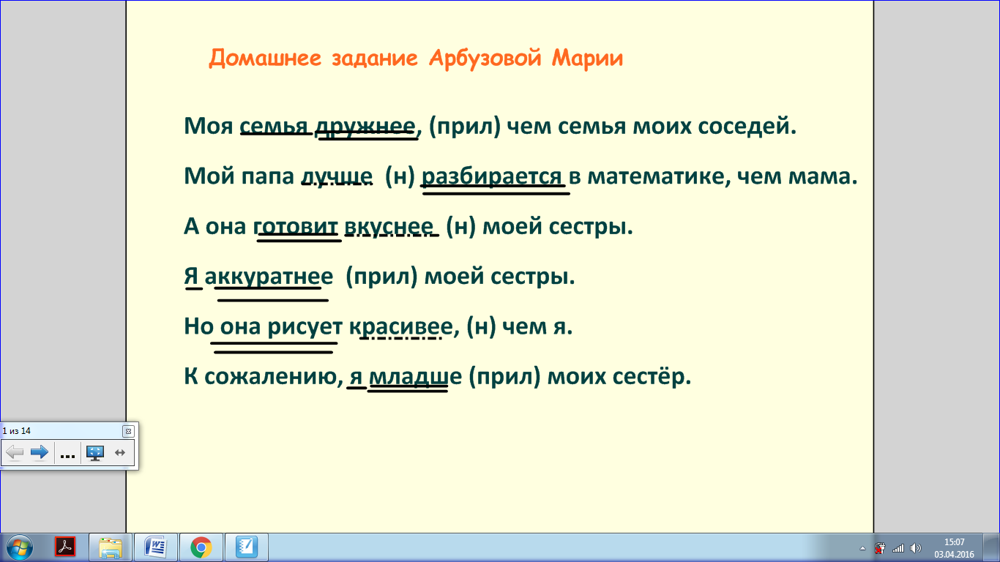 Домашнее задание Арбузовой Марии
Моя семья дружнее, (прил) чем семья моих соседей.
Мой папа лучше (н) разбирается в математике, чем мама.
А она готовит вкуснее (н) моей сестры.
Я аккуратнее (прил) моей сестры.
Но она рисует красивее, (н) чем я.
К сожалению, я младше (прил) моих сестёр.
1 из 14
...
15:07
03.04.2016